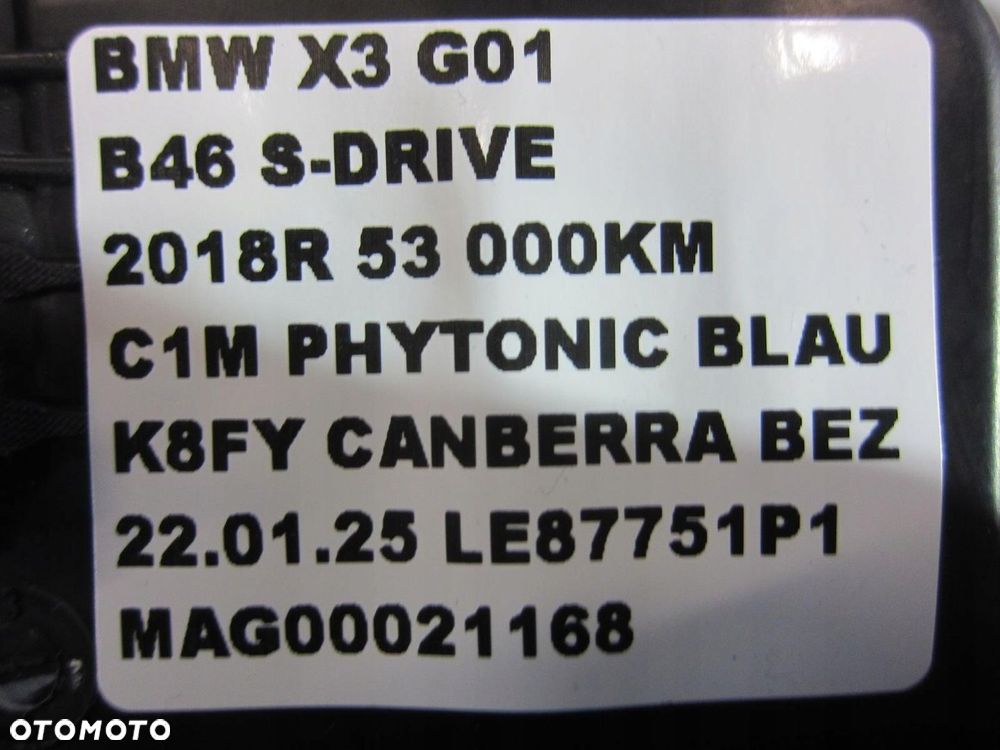 BMW X3 G01
B46 S-DRIVE
2018R 53 000KM
C1M PHYTONIC BLAU
K8FY CANBERRA BEZ
22.01.25 LE87751P1
MAG00021168
OTOMOTO